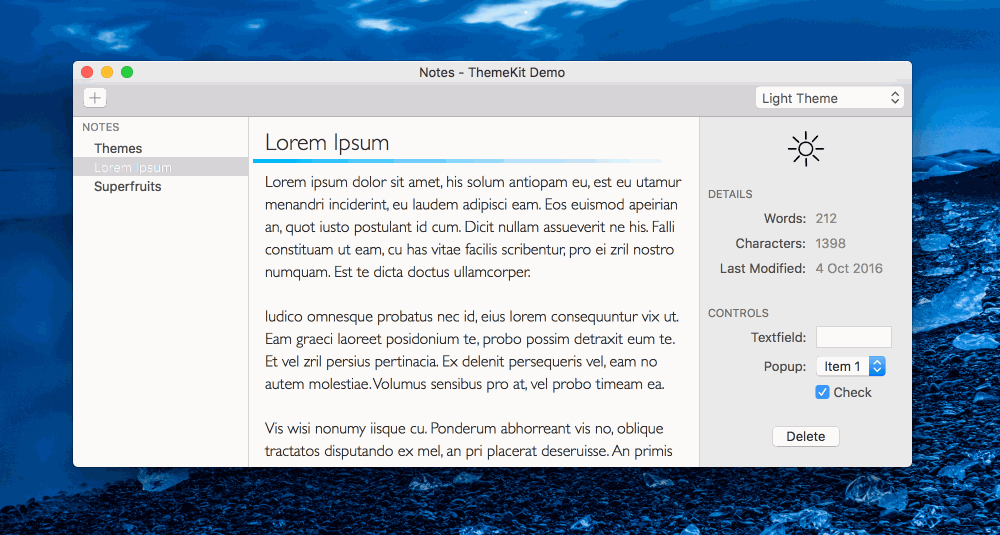 Notes - ThemeKit Demo
Light Theme
NOTES
Themes
Lorem Ipsum
Superfruits
Lorem Ipsum
Lorem ipsum dolor sit amet, his solum antiopam eu, est eu utamur
menandri inciderint, eu laudem adipisci eam. Eos euismod apeirian
an, quot iusto postulant id cum. Dicit nullam assueverit ne his. Falli
constituam ut eam, cu has vitae facilis scribentur, pro ei zril nostro
numquam. Est te dicta doctus ullamcorper.
Iudico omnesque probatus nec id, eius lorem consequuntur vix ut.
Eam graeci laoreet posidonium te, probo possim detraxit eum te.
Et vel zril persius pertinacia. Ex delenit persequeris vel, eam no
autem molestiae. Volumus sensibus pro at, vel probo timeam ea.
Vis wisi nonumy iisque cu. Ponderum abhorreant vis no, oblique
tractatos disputando ex mel, an pri placerat deseruisse. An primis
DETAILS
Words: 212
Characters: 1398
Last Modified: 4 Oct 2016
CONTROLS
Textfield:
Popup: Item 1
Check
Delete